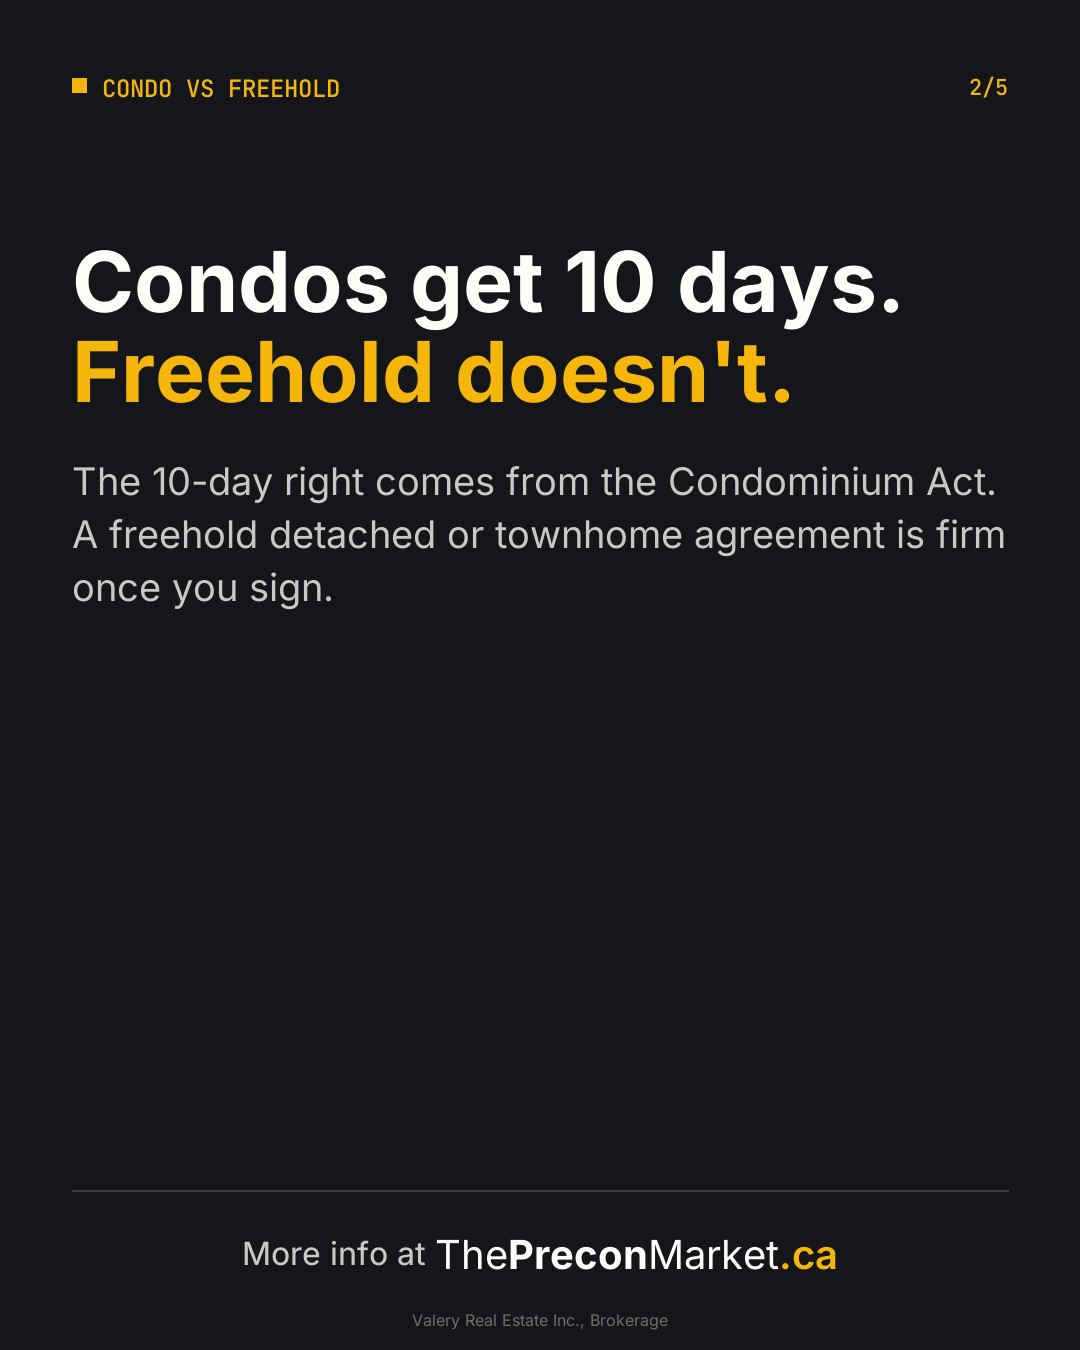 CONDO VS FREEHOLD
2/5
Condos get 10 days.
Freehold doesn't.
The 10-day right comes from the Condominium Act.
A freehold detached or townhome agreement is firm
once you sign.
More info at ThePreconMarket.ca
Valery Real Estate Inc., Brokerage